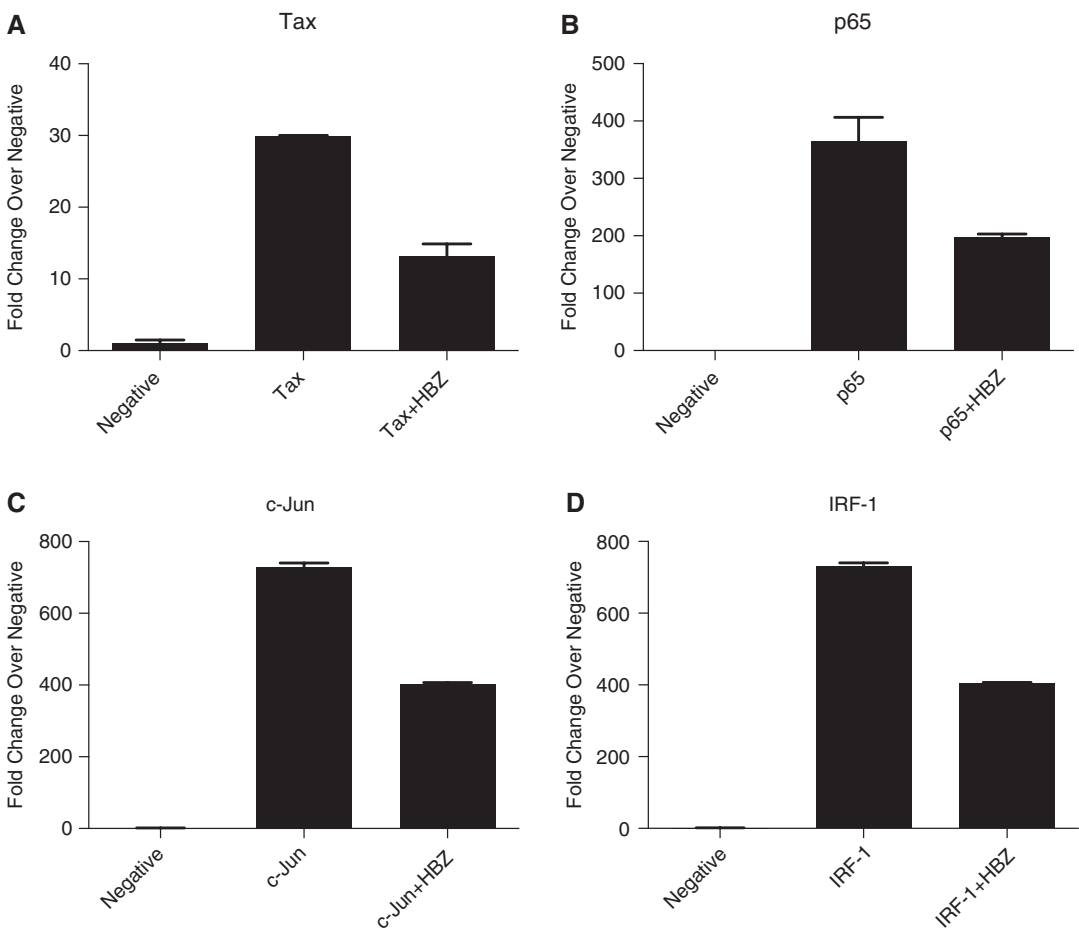 A
Tax
Fold Change Over Negative
40
30
20
10
0
Negative
Tax
Tax+HBZ
B
p65
Fold Change Over Negative
500
400
300
200
100
0
Negative
p65
p65+HBZ
C
c-Jun
Fold Change Over Negative
800
600
400
200
0
Negative
c-Jun
c-Jun+HBZ
D
IRF-1
Fold Change Over Negative
800
600
400
200
0
Negative
IRF-1
IRF-1+HBZ